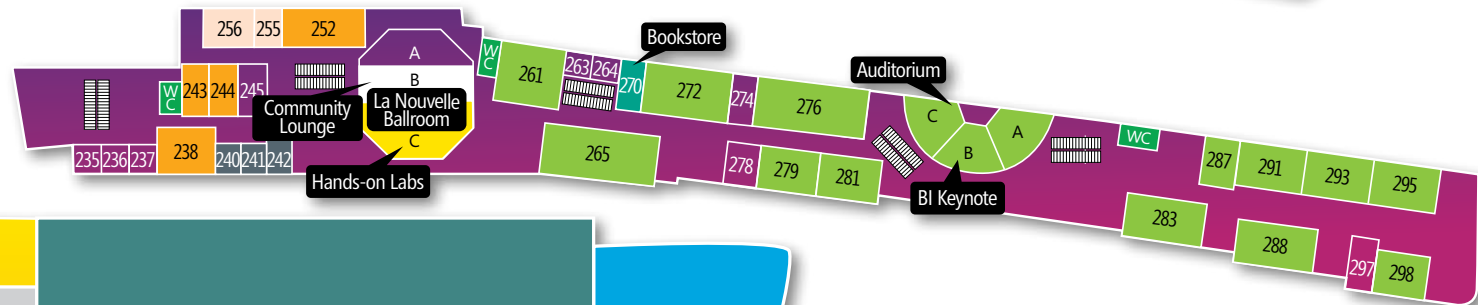 256
255
252
A
B
C
La Nouvelle
Ballroom
Community
Lounge
Hands-on Labs
W
C
243
244
245
235
236
237
238
240
241
242
W
C
261
263
264
270
Bookstore
272
274
276
265
278
279
281
Auditorium
C
B
A
BI Keynote
WC
287
291
293
295
283
288
297
298